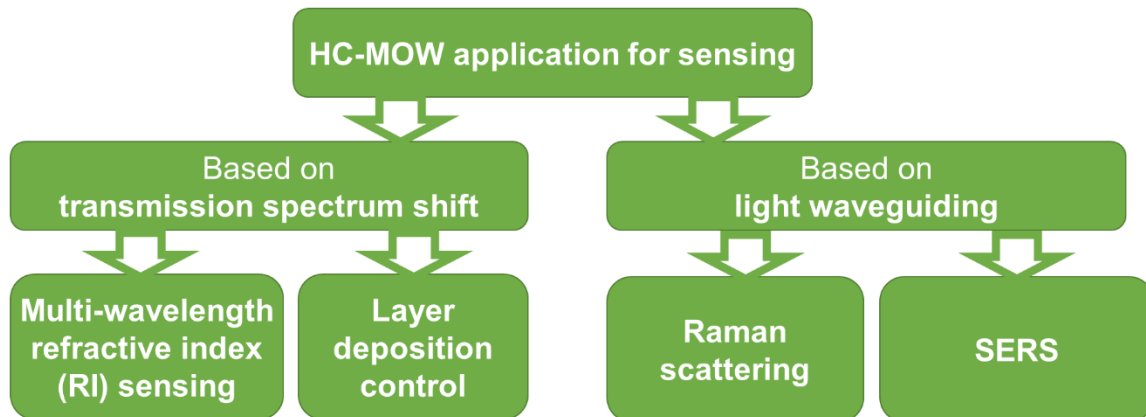 HC-MOW application for sensing
Based on
transmission spectrum shift
Based on
light waveguiding
Multi-wavelength
refractive index
(RI) sensing
Layer
deposition
control
Raman
scattering
SERS